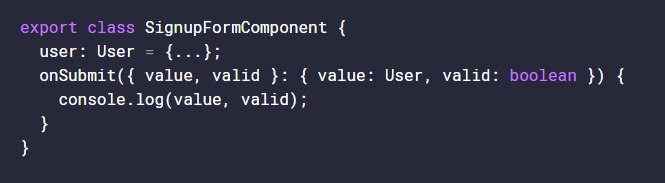 export class SignupFormComponent {
  user: User = {...};
  onSubmit({ value, valid }: { value: User, valid: boolean }) {
    console.log(value, valid);
  }
}